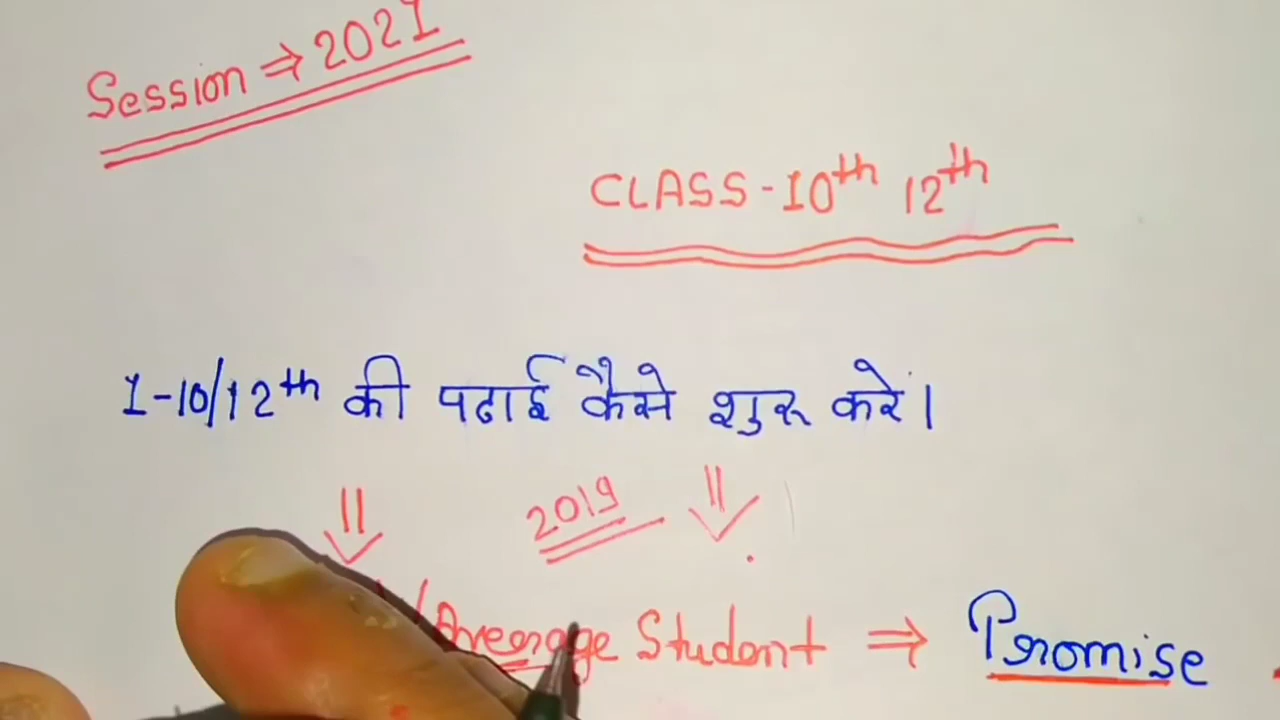 Session ⇒ 2021
CLASS - 10th 12th
1-10/12th की पढाई कैसे शुरू करे।
2019
Average Student ⇒ Promise